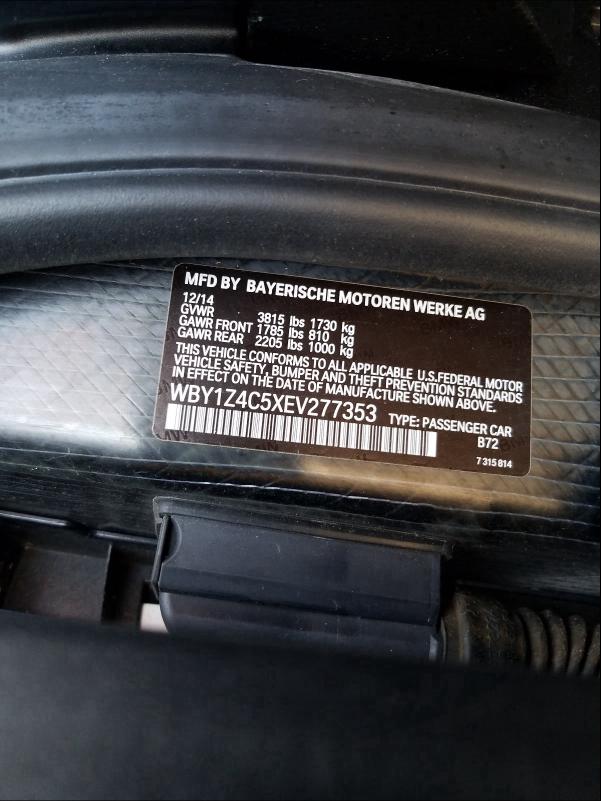 MFD BY BAYERISCHE MOTOREN WERKE AG
12/14
GVWR 3815 lbs 1730 kg
GAWR FRONT 1785 lbs 810 kg
GAWR REAR 2205 lbs 1000 kg
THIS VEHICLE CONFORMS TO ALL APPLICABLE U.S.FEDERAL MOTOR
VEHICLE SAFETY, BUMPER AND THEFT PREVENTION STANDARDS
IN EFFECT ON THE DATE OF MANUFACTURE SHOWN ABOVE.
WBY1Z4C5XEV277353 TYPE: PASSENGER CAR
B72
7 315 814